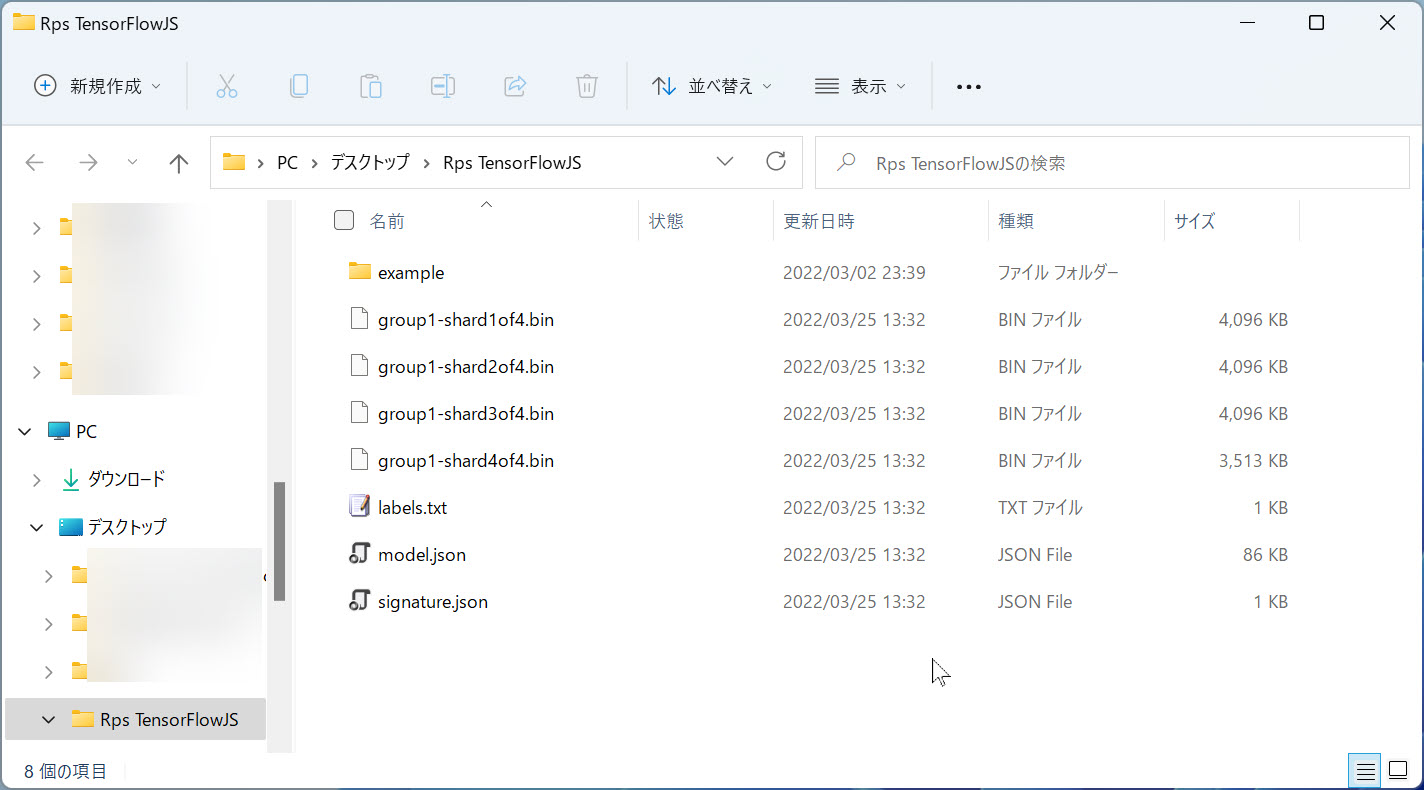 Rps TensorFlowJS
新規作成 並べ替え 表示
PC デスクトップ Rps TensorFlowJS Rps TensorFlowJSの検索
名前 状態 更新日時 種類 サイズ
example 2022/03/02 23:39 ファイル フォルダー
group1-shard1of4.bin 2022/03/25 13:32 BIN ファイル 4,096 KB
group1-shard2of4.bin 2022/03/25 13:32 BIN ファイル 4,096 KB
group1-shard3of4.bin 2022/03/25 13:32 BIN ファイル 4,096 KB
group1-shard4of4.bin 2022/03/25 13:32 BIN ファイル 3,513 KB
labels.txt 2022/03/25 13:32 TXT ファイル 1 KB
model.json 2022/03/25 13:32 JSON File 86 KB
signature.json 2022/03/25 13:32 JSON File 1 KB
PC
ダウンロード
デスクトップ
Rps TensorFlowJS
8 個の項目